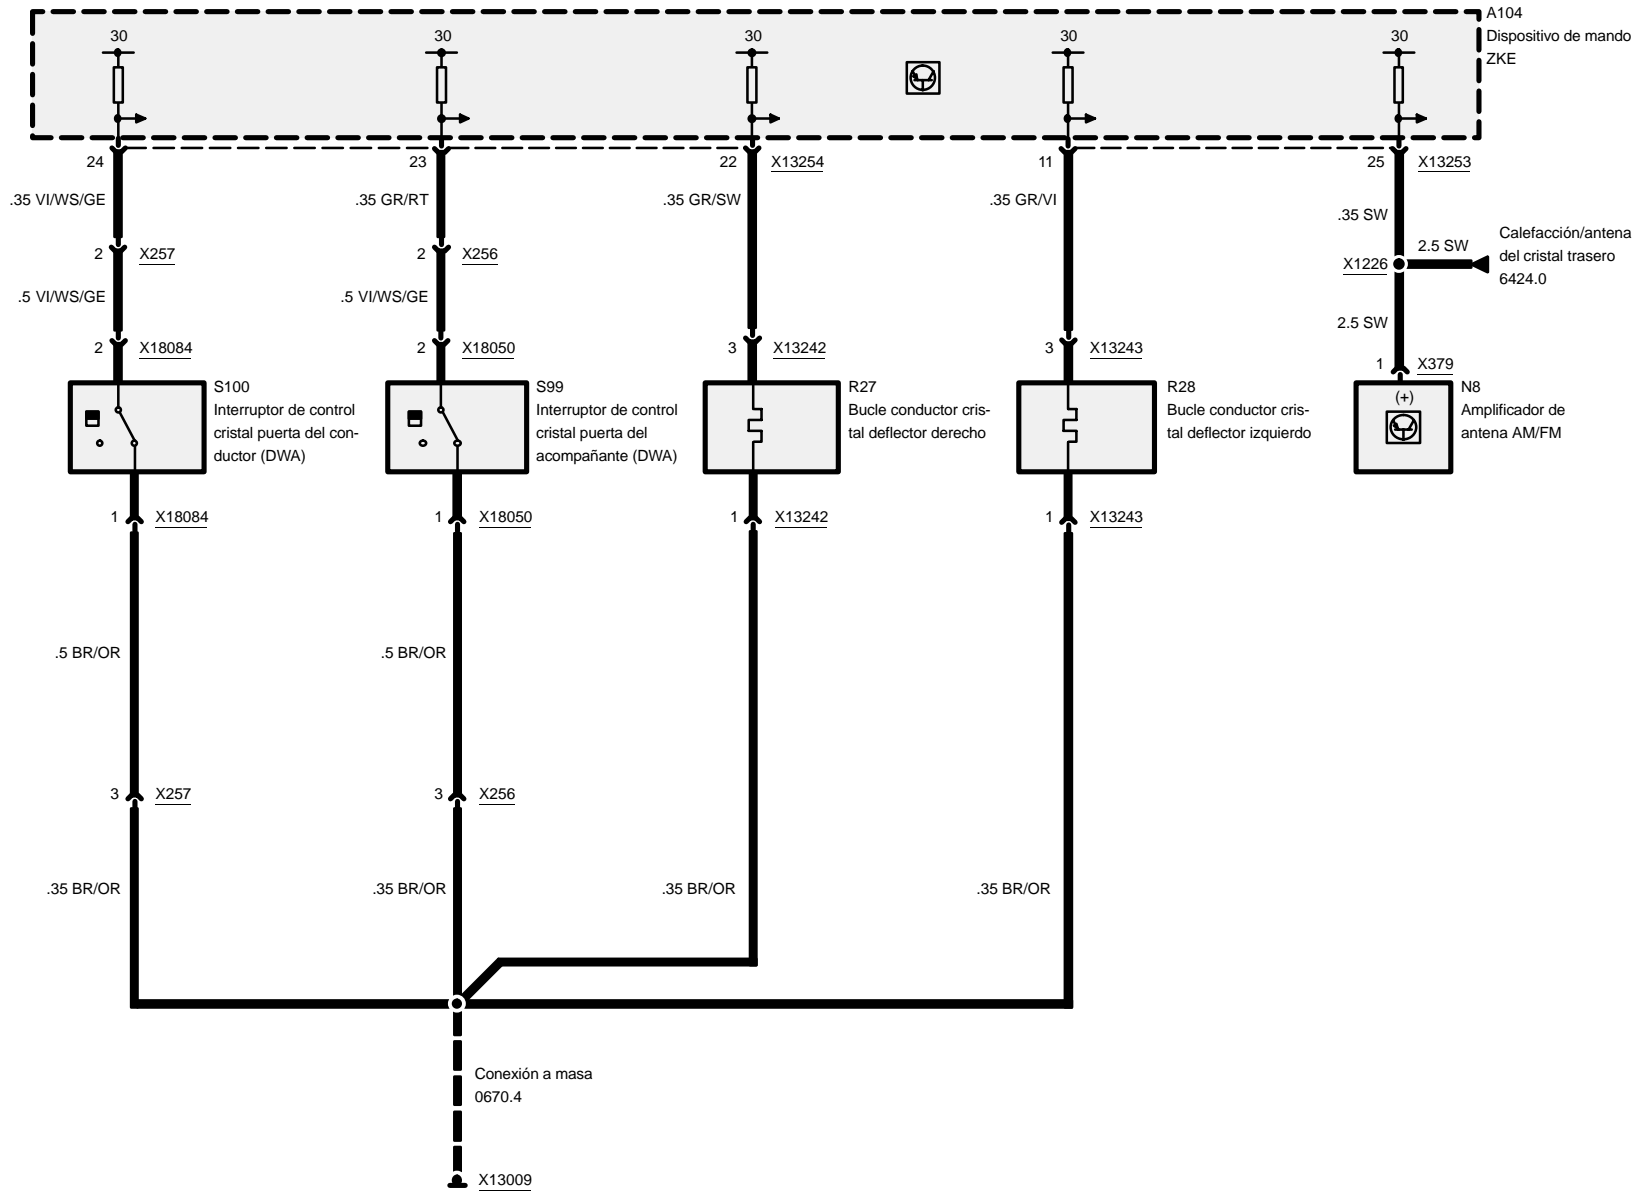 A104
Dispositivo de mando
ZKE
30
30
30
30
30
24
23
22
X13254
11
25
X13253
.35 VI/WS/GE
.35 GR/RT
.35 GR/SW
.35 GR/VI
.35 SW
2
X257
2
X256
X1226
2.5 SW
Calefacción/antena
del cristal trasero
6424.0
.5 VI/WS/GE
.5 VI/WS/GE
2.5 SW
2
X18084
2
X18050
3
X13242
3
X13243
1
X379
S100
Interruptor de control
cristal puerta del con-
ductor (DWA)
S99
Interruptor de control
cristal puerta del
acompañante (DWA)
R27
Bucle conductor cris-
tal deflector derecho
R28
Bucle conductor cris-
tal deflector izquierdo
(+)
N8
Amplificador de
antena AM/FM
1
X18084
1
X18050
1
X13242
1
X13243
.5 BR/OR
.5 BR/OR
3
X257
3
X256
.35 BR/OR
.35 BR/OR
.35 BR/OR
.35 BR/OR
Conexión a masa
0670.4
X13009